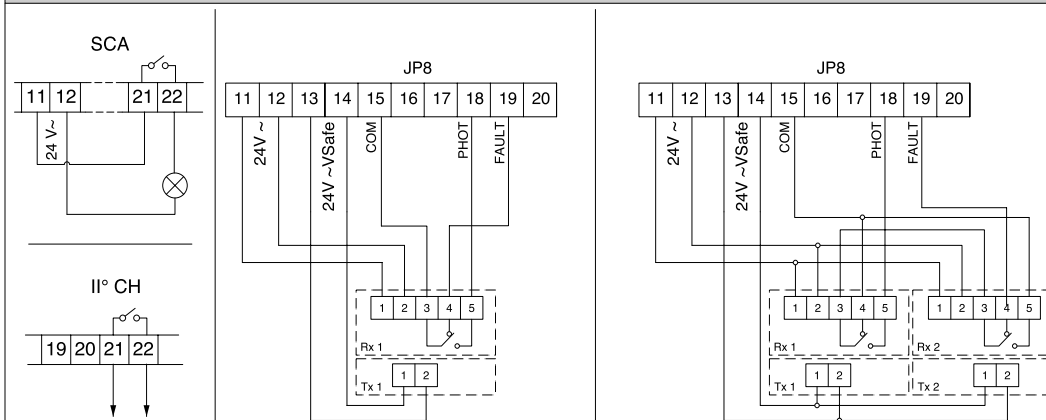 SCA
11 12 21 22
24 V~
II° CH
19 20 21 22
JP8
11 12 13 14 15 16 17 18 19 20
24V ~
24V ~VSafe
COM
PHOT
FAULT
1 2 3 4 5
Rx 1
1 2
Tx 1
JP8
11 12 13 14 15 16 17 18 19 20
24V ~
24V ~VSafe
COM
PHOT
FAULT
1 2 3 4 5
1 2 3 4 5
Rx 1
Rx 2
1 2
1 2
Tx 1
Tx 2